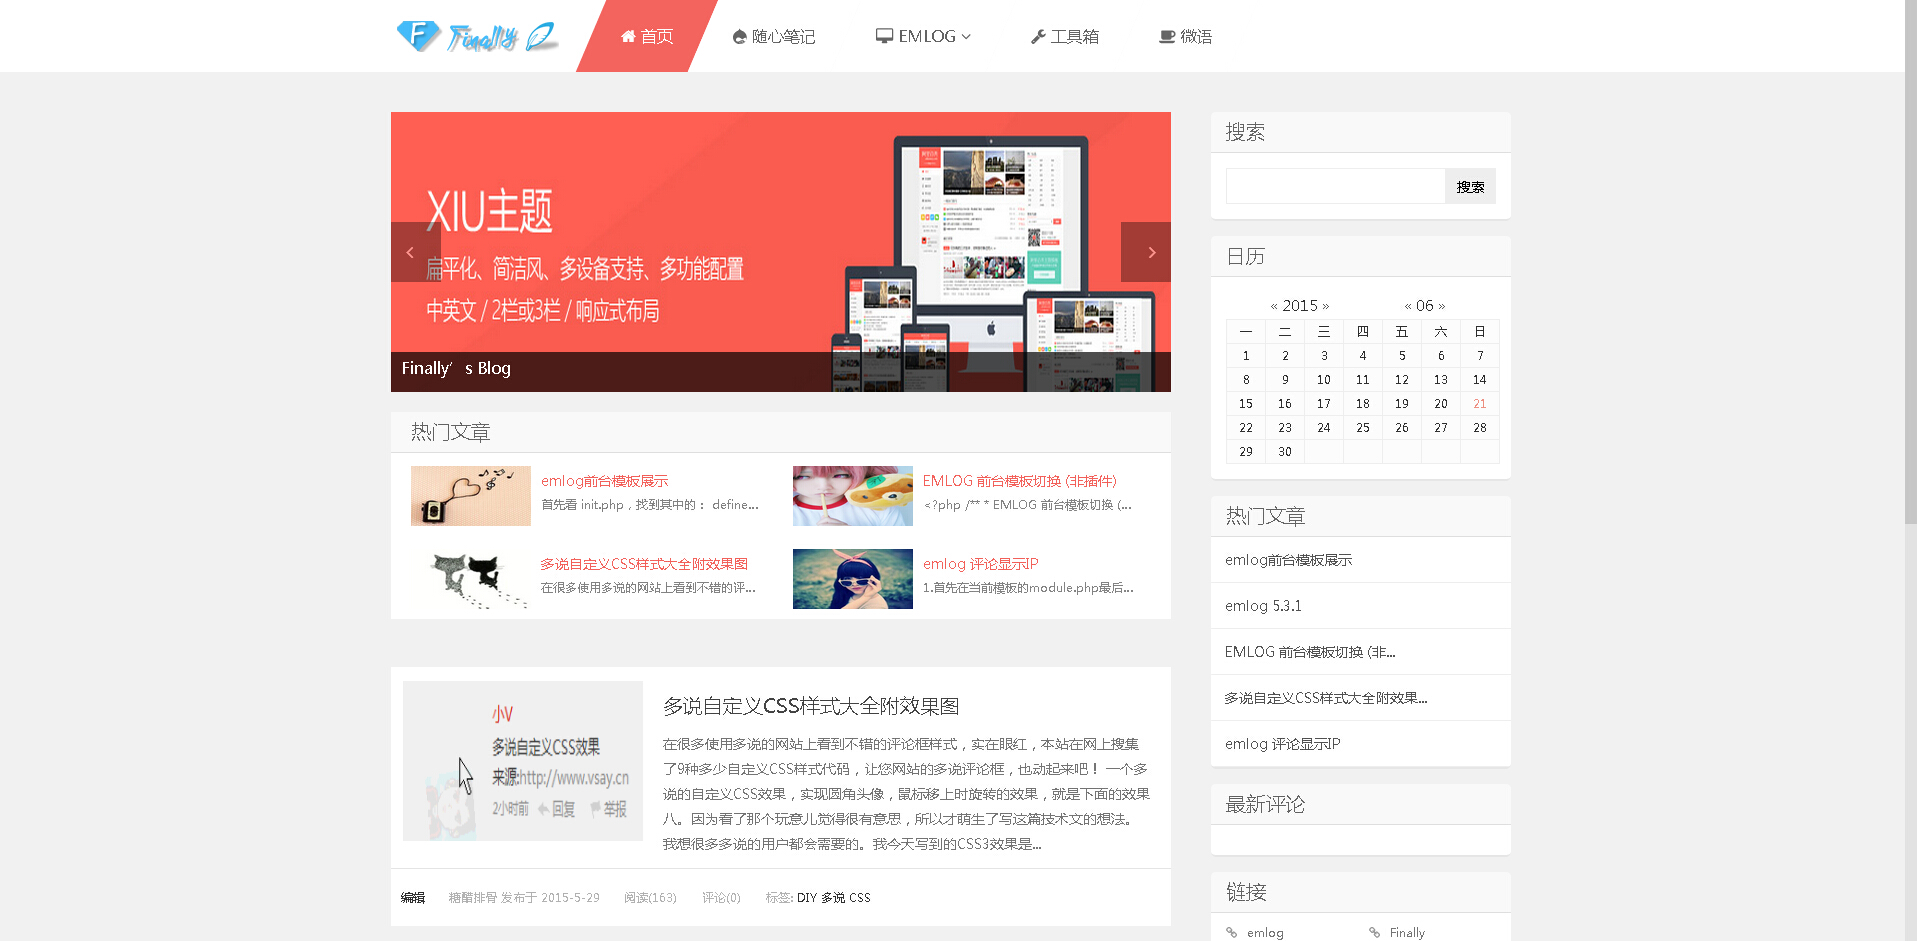 Finally
首页
随心笔记
EMLOG
工具箱
微语
XIU主题
扁平化、简洁风、多设备支持、多功能配置
中英文 / 2栏或3栏 / 响应式布局
Finally’s Blog
热门文章
emlog前台模板展示
首先看 init.php，找到其中的： define...
EMLOG 前台模板切换 (非插件)
<?php /** * EMLOG 前台模板切换 (...
多说自定义CSS样式大全附效果图
在很多使用多说的网站上看到不错的评...
emlog 评论显示IP
1.首先在当前模板的module.php最后...
小V
多说自定义CSS效果
来源:http://www.vsay.cn
2小时前 回复 举报
多说自定义CSS样式大全附效果图
在很多使用多说的网站上看到不错的评论框样式，实在眼红，本站在网上搜集
了9种多少自定义CSS样式代码，让您网站的多说评论框，也动起来吧！ 一个多
说的自定义CSS效果，实现圆角头像，鼠标移上时旋转的效果，就是下面的效果
八。因为看了那个玩意儿觉得很有意思，所以才萌生了写这篇技术文的想法。
我想很多多说的用户都会需要的。我今天写到的CSS3效果是...
编辑 糖醋排骨 发布于 2015-5-29 阅读(163) 评论(0) 标签: DIY 多说 CSS
搜索
搜索
日历
« 2015 » « 06 »
一 二 三 四 五 六 日
1 2 3 4 5 6 7
8 9 10 11 12 13 14
15 16 17 18 19 20 21
22 23 24 25 26 27 28
29 30
热门文章
emlog前台模板展示
emlog 5.3.1
EMLOG 前台模板切换 (非...
多说自定义CSS样式大全附效果...
emlog 评论显示IP
最新评论
链接
emlog Finally